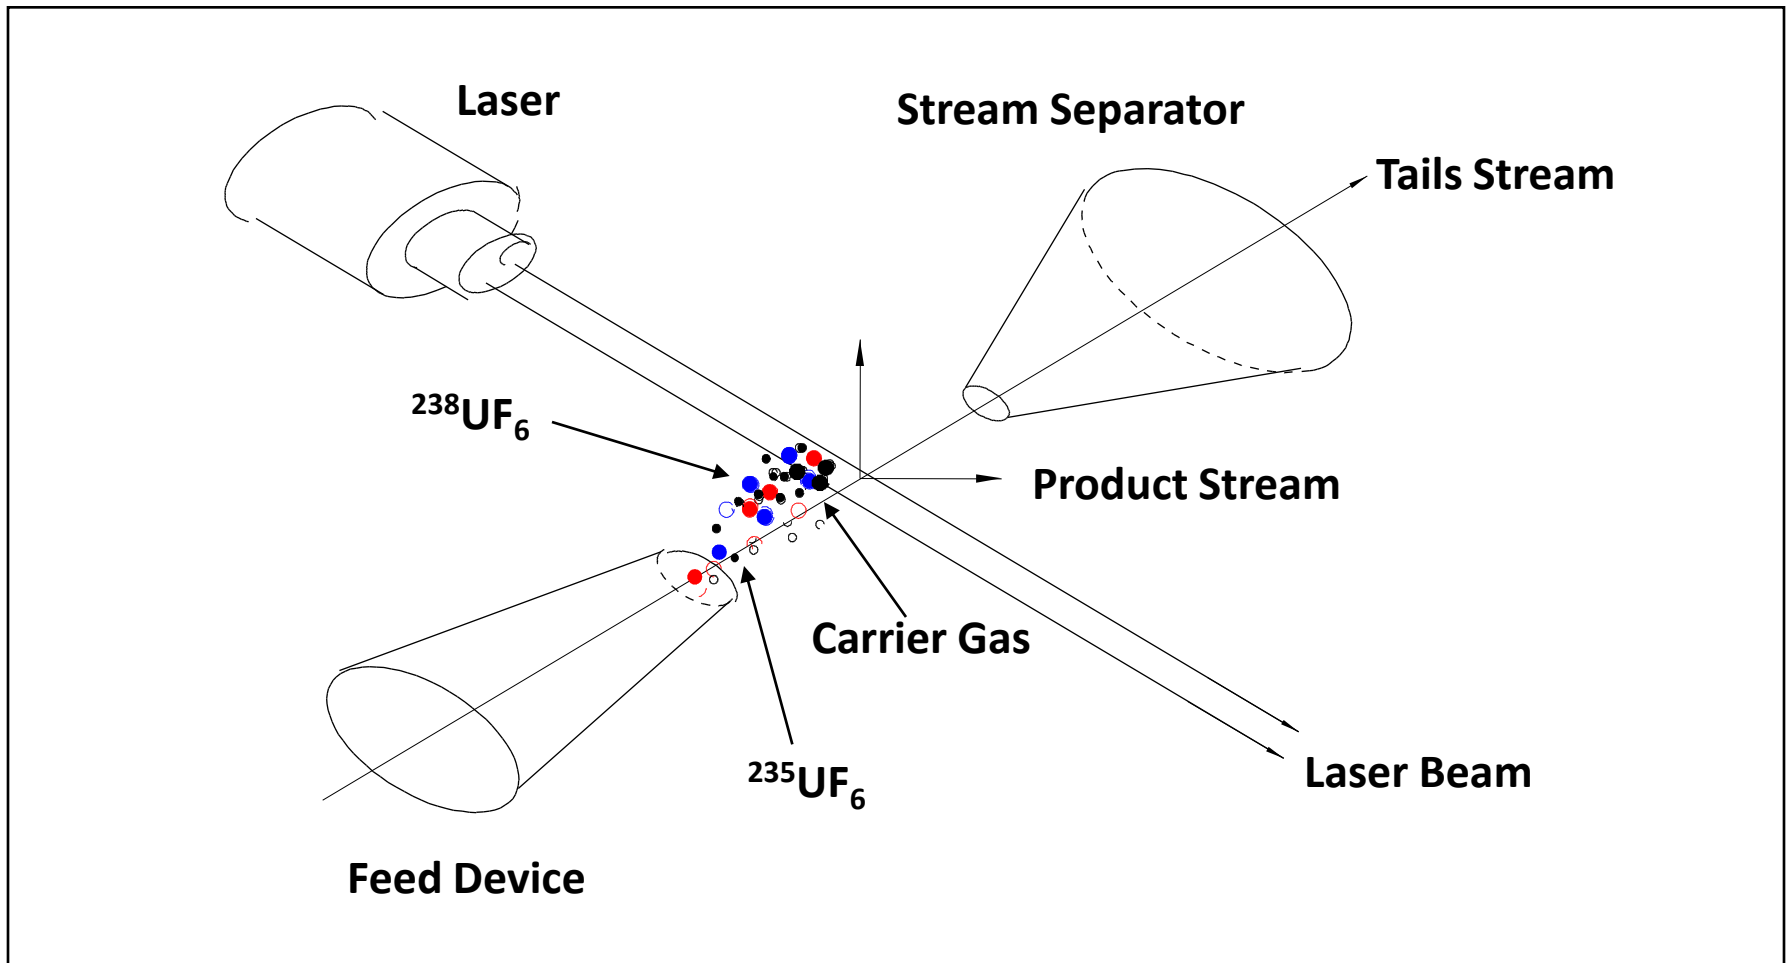 Laser
Stream Separator
Tails Stream
²³⁸UF₆
Product Stream
Carrier Gas
²³⁵UF₆
Laser Beam
Feed Device